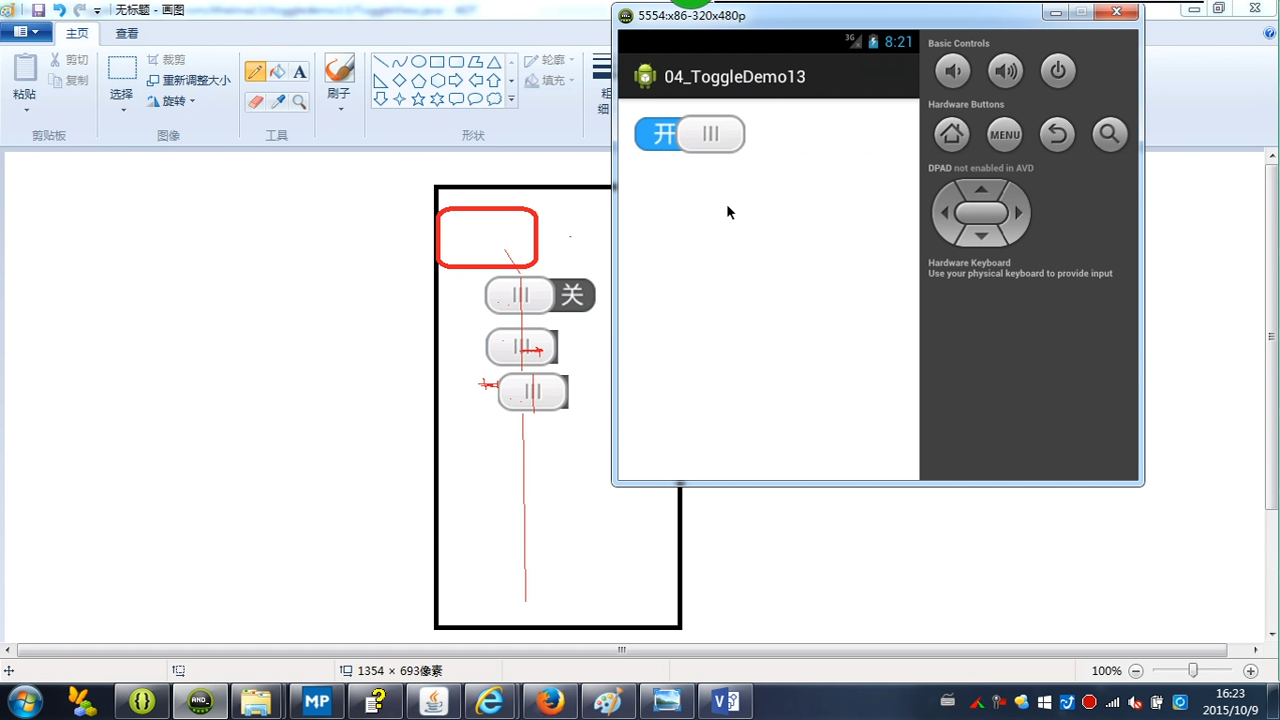 无标题 - 画图
5554:x86-320x480p
主页
查看
剪切
复制
粘贴
剪贴板
选择
裁剪
重新调整大小
旋转
图像
工具
刷子
形状
轮廓
填充
粗
细
3G
8:21
04_ToggleDemo13
开
Basic Controls
Hardware Buttons
MENU
DPAD not enabled in AVD
Hardware Keyboard
Use your physical keyboard to provide input
关
1354 × 693像素
100%
MP
AND_
16:23
2015/10/9